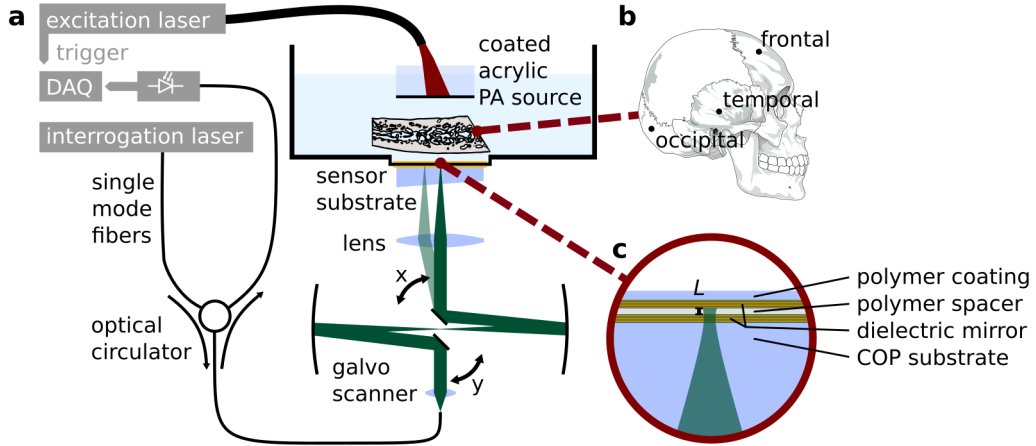 a
excitation laser
trigger
DAQ
interrogation laser
single
mode
fibers
optical
circulator
coated
acrylic
PA source
sensor
substrate
lens
x
galvo
scanner
y
b
frontal
temporal
occipital
c
L
polymer coating
polymer spacer
dielectric mirror
COP substrate